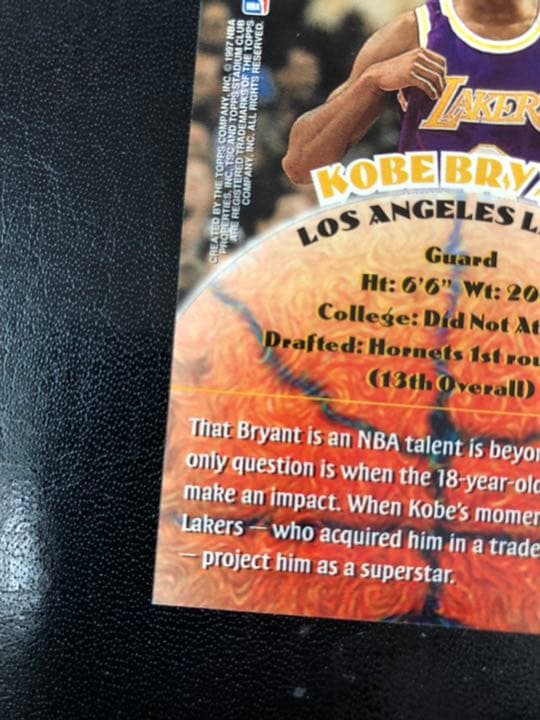 CREATED BY THE TOPPS COMPANY, INC. © 1997 NBA
PROPERTIES, INC. TSC AND TOPPS STADIUM CLUB
ARE REGISTERED TRADEMARKS OF THE TOPPS
COMPANY, INC. ALL RIGHTS RESERVED.
LAKER
KOBE BRY
LOS ANGELES L
Guard
Ht: 6'6" Wt: 20
College: Did Not At
Drafted: Hornets 1st rou
(13th Overall)
That Bryant is an NBA talent is beyon
only question is when the 18-year-old
make an impact. When Kobe's momen
Lakers — who acquired him in a trade
— project him as a superstar.